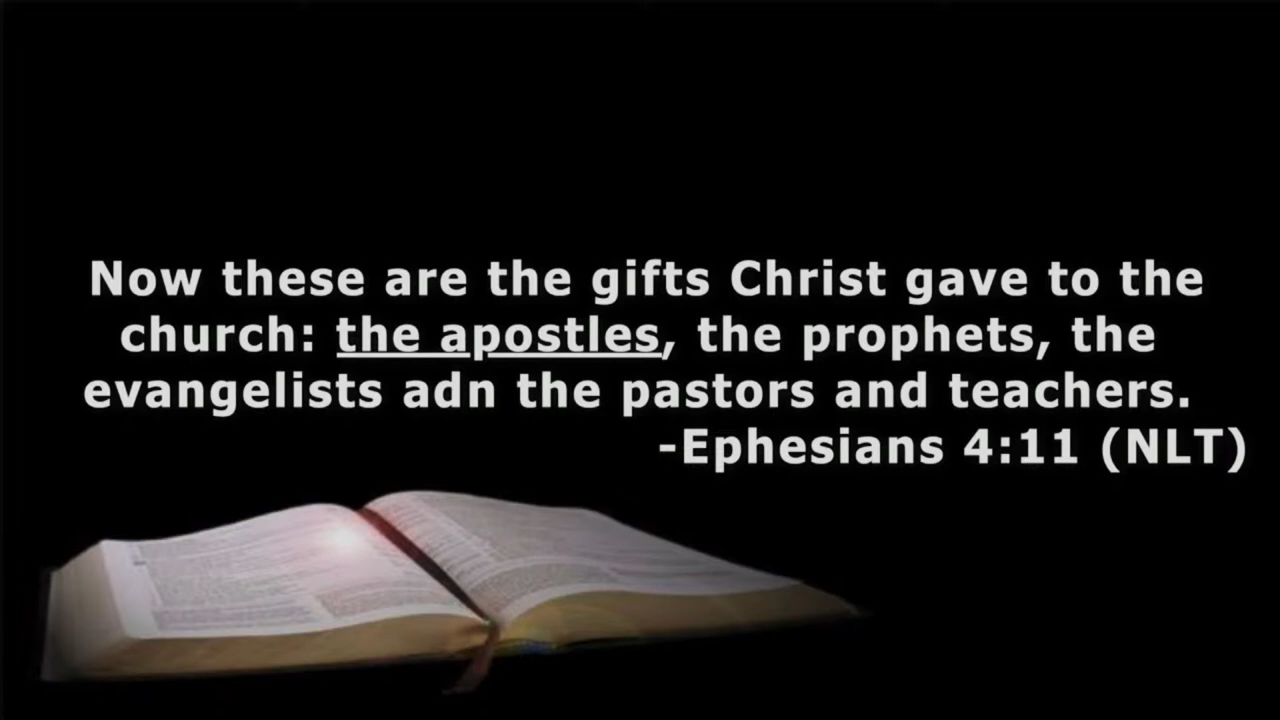 Now these are the gifts Christ gave to the
church: the apostles, the prophets, the
evangelists adn the pastors and teachers.
-Ephesians 4:11 (NLT)